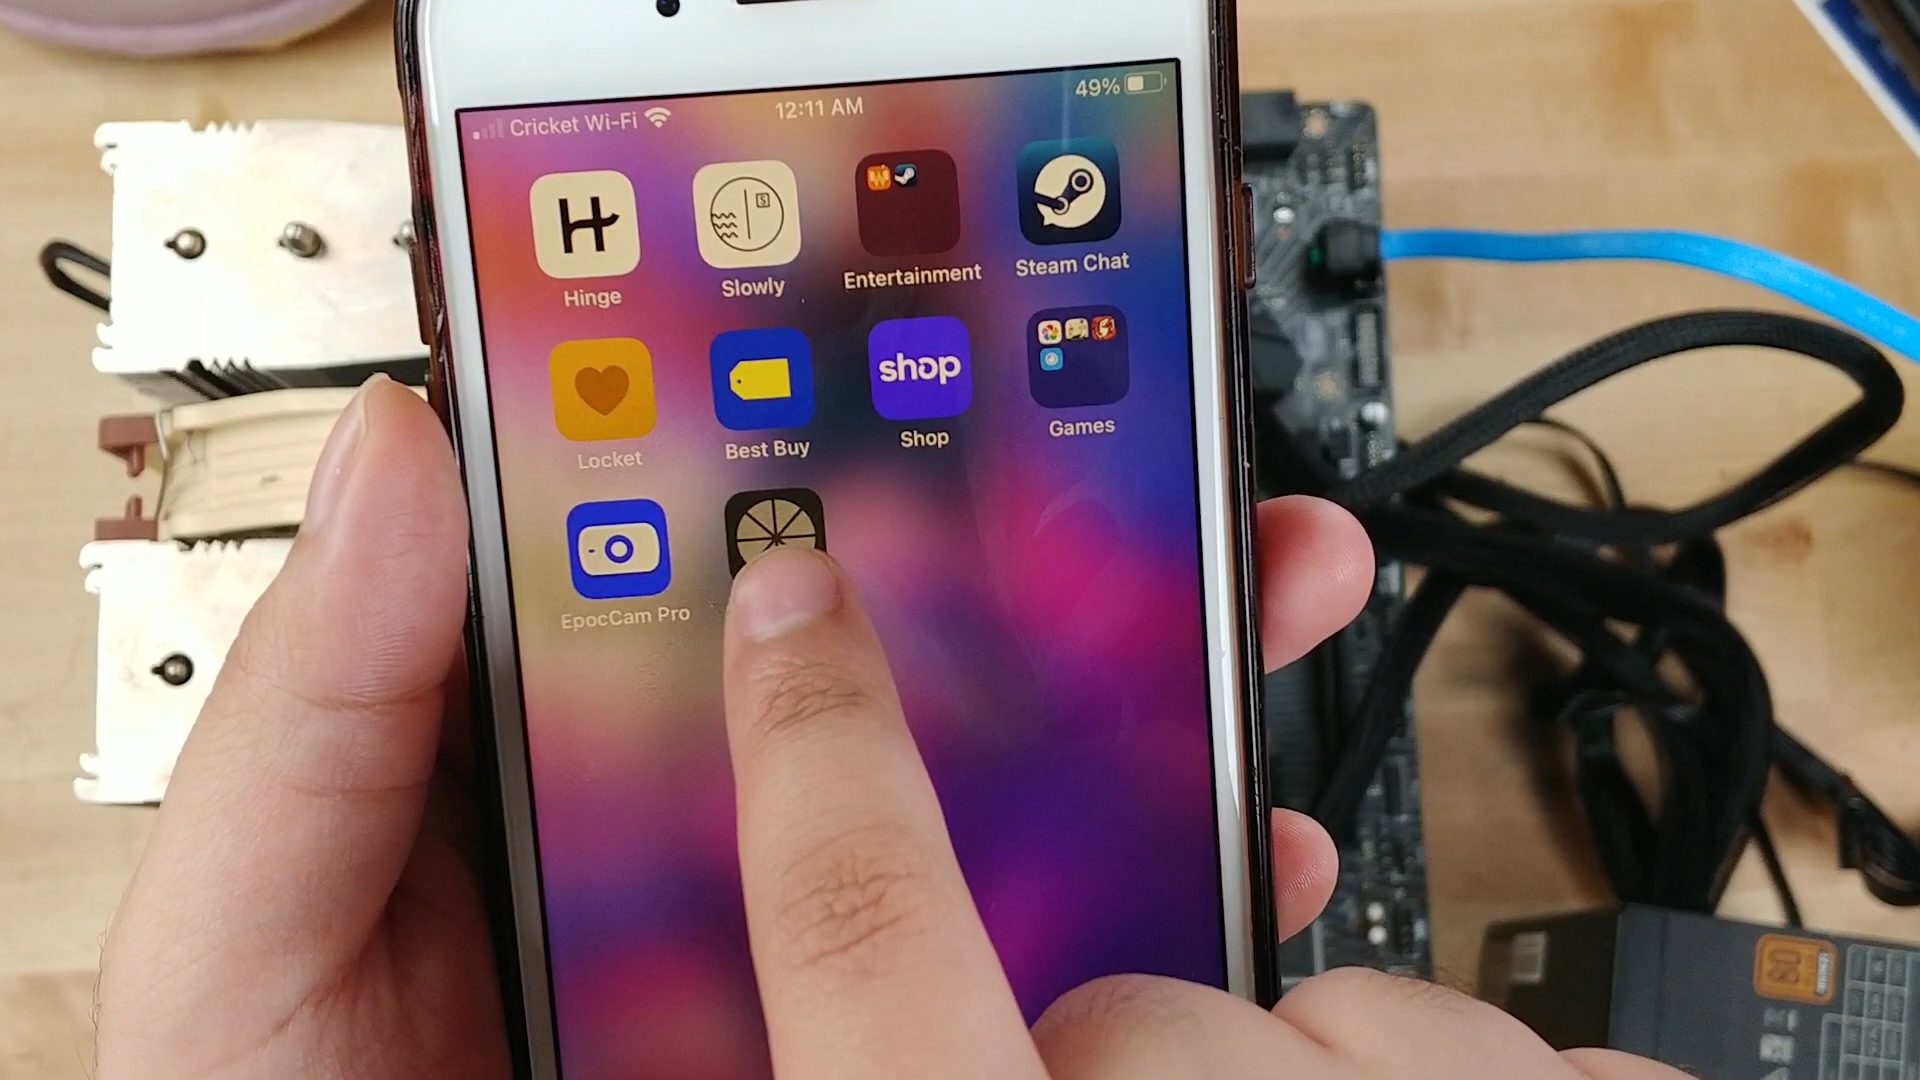 Cricket Wi-Fi 12:11 AM 49%
Hinge
Slowly
Entertainment
Steam Chat
shop
Locket
Best Buy
Shop
Games
EpocCam Pro
80